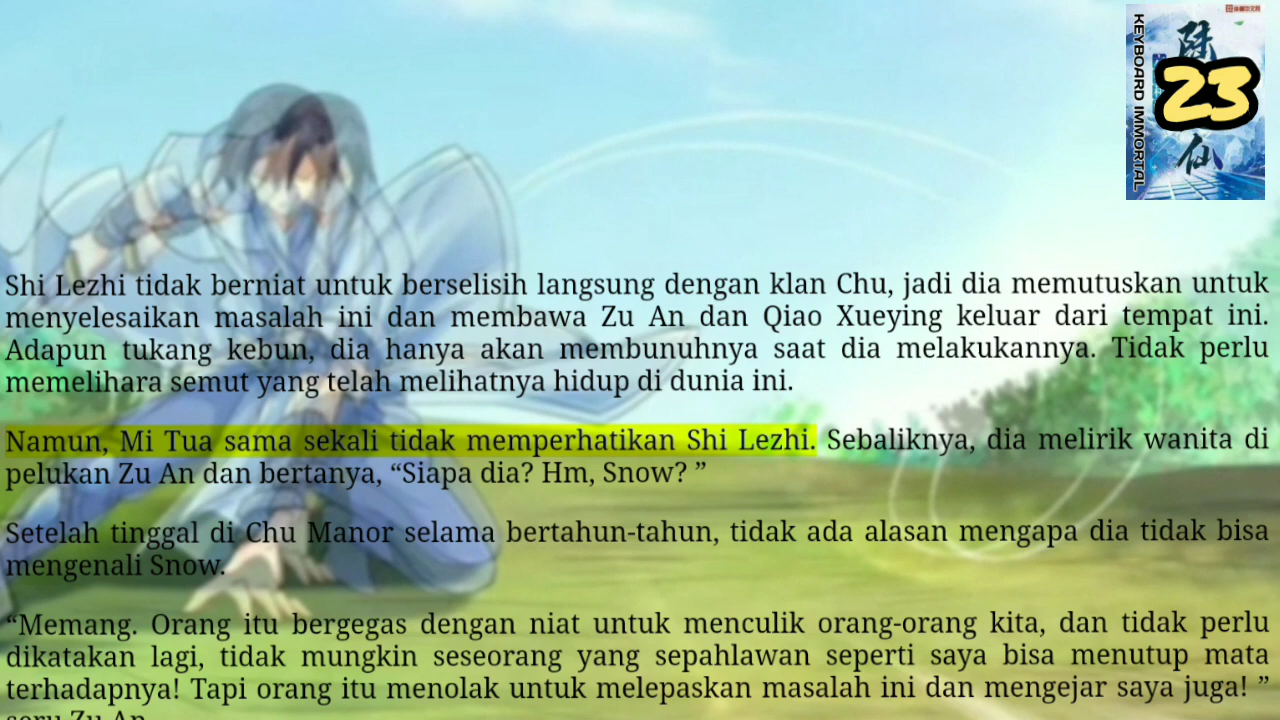 KEYBOARD IMMORTAL
陆
23
仙
Shi Lezhi tidak berniat untuk berselisih langsung dengan klan Chu, jadi dia memutuskan untuk
menyelesaikan masalah ini dan membawa Zu An dan Qiao Xueying keluar dari tempat ini.
Adapun tukang kebun, dia hanya akan membunuhnya saat dia melakukannya. Tidak perlu
memelihara semut yang telah melihatnya hidup di dunia ini.
Namun, Mi Tua sama sekali tidak memperhatikan Shi Lezhi. Sebaliknya, dia melirik wanita di
pelukan Zu An dan bertanya, “Siapa dia? Hm, Snow? ”
Setelah tinggal di Chu Manor selama bertahun-tahun, tidak ada alasan mengapa dia tidak bisa
mengenali Snow.
“Memang. Orang itu bergegas dengan niat untuk menculik orang-orang kita, dan tidak perlu
dikatakan lagi, tidak mungkin seseorang yang sepahlawan seperti saya bisa menutup mata
terhadapnya! Tapi orang itu menolak untuk melepaskan masalah ini dan mengejar saya juga! ”
seru Zu An